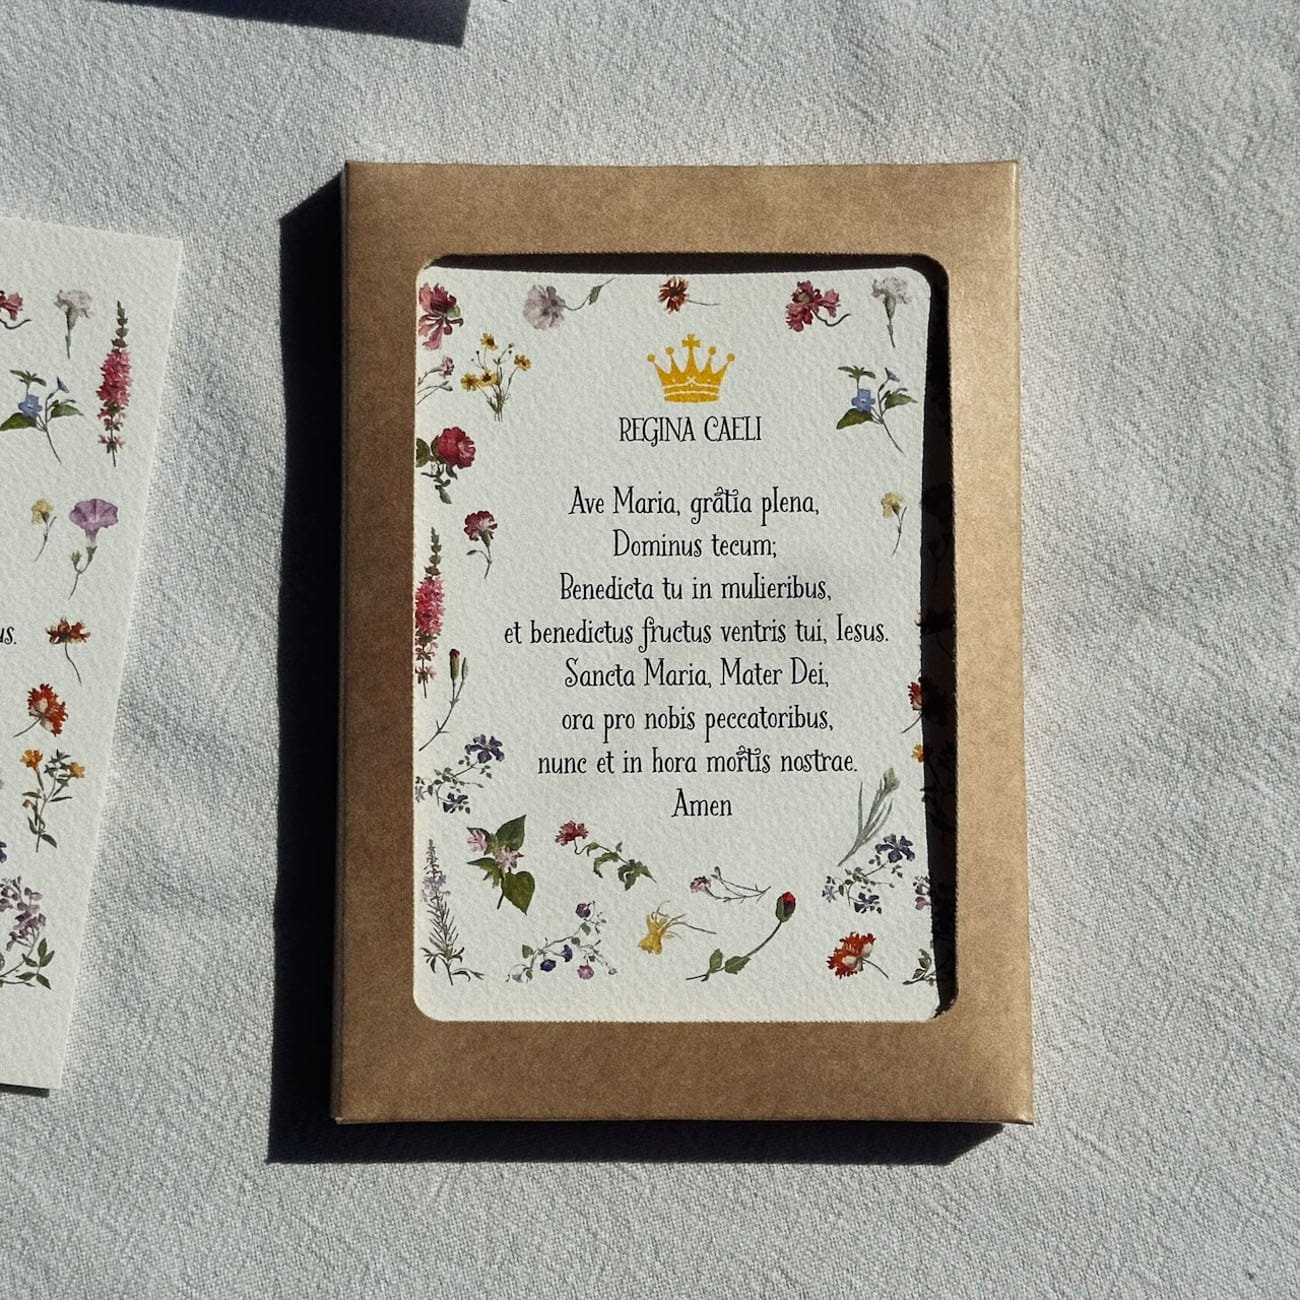 us.
REGINA CAELI
Ave Maria, gratia plena,
Dominus tecum;
Benedicta tu in mulieribus,
et benedictus fructus ventris tui, Iesus.
Sancta Maria, Mater Dei,
ora pro nobis peccatoribus,
nunc et in hora mortis nostrae.
Amen